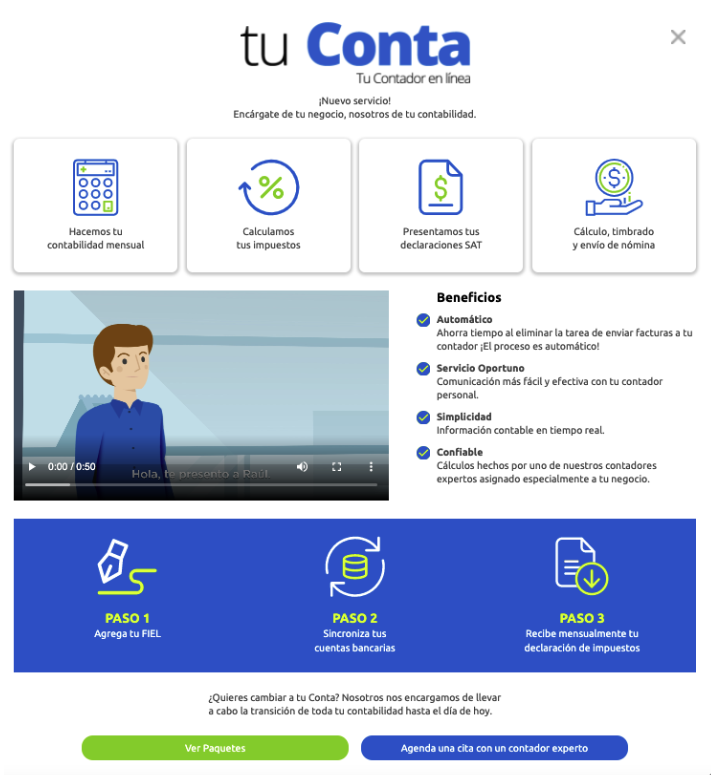 tu Conta
Tu Contador en línea
¡Nuevo servicio!
Encárgate de tu negocio, nosotros de tu contabilidad.
Hacemos tu
contabilidad mensual
Calculamos
tus impuestos
Presentamos tus
declaraciones SAT
Cálculo, timbrado
y envío de nómina
Beneficios
Automático
Ahorra tiempo al eliminar la tarea de enviar facturas a tu
contador ¡El proceso es automático!
Servicio Oportuno
Comunicación más fácil y efectiva con tu contador
personal.
Simplicidad
Información contable en tiempo real.
Confiable
Cálculos hechos por uno de nuestros contadores
expertos asignado especialmente a tu negocio.
0:00 / 0:50
Hola, te presento a Raúl.
PASO 1
Agrega tu FIEL
PASO 2
Sincroniza tus
cuentas bancarias
PASO 3
Recibe mensualmente tu
declaración de impuestos
¿Quieres cambiar a tu Conta? Nosotros nos encargamos de llevar
a cabo la transición de toda tu contabilidad hasta el día de hoy.
Ver Paquetes
Agenda una cita con un contador experto